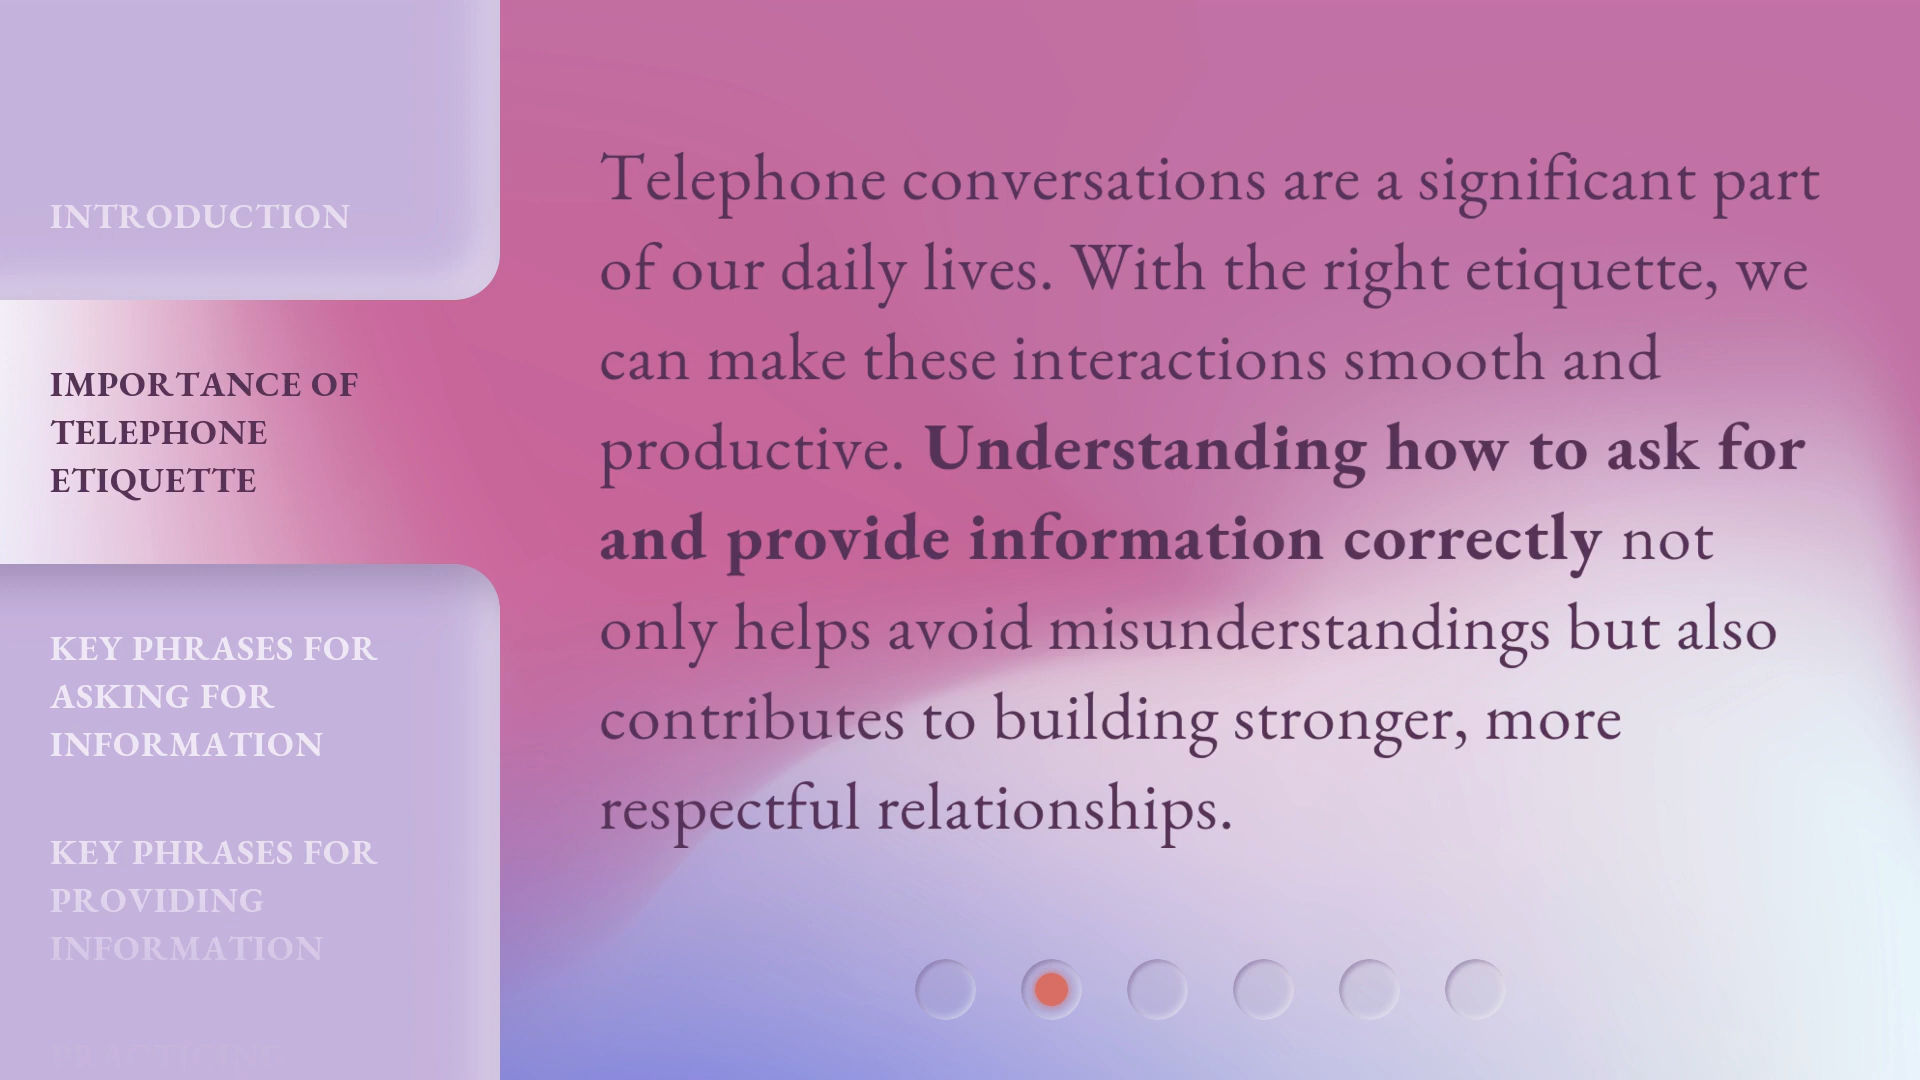 INTRODUCTION
IMPORTANCE OF
TELEPHONE
ETIQUETTE
KEY PHRASES FOR
ASKING FOR
INFORMATION
KEY PHRASES FOR
PROVIDING
INFORMATION
PRACTICING
Telephone conversations are a significant part
of our daily lives. With the right etiquette, we
can make these interactions smooth and
productive. Understanding how to ask for
and provide information correctly not
only helps avoid misunderstandings but also
contributes to building stronger, more
respectful relationships.